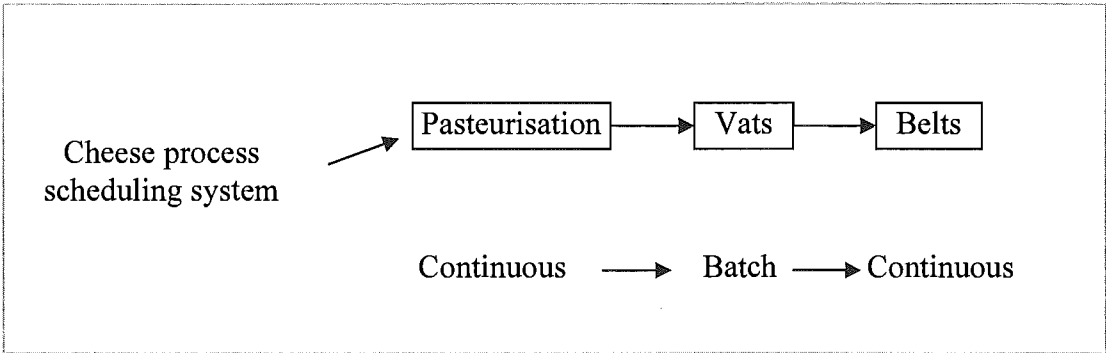 Pasteurisation
Vats
Belts
Cheese process
scheduling system
Continuous
Batch
Continuous